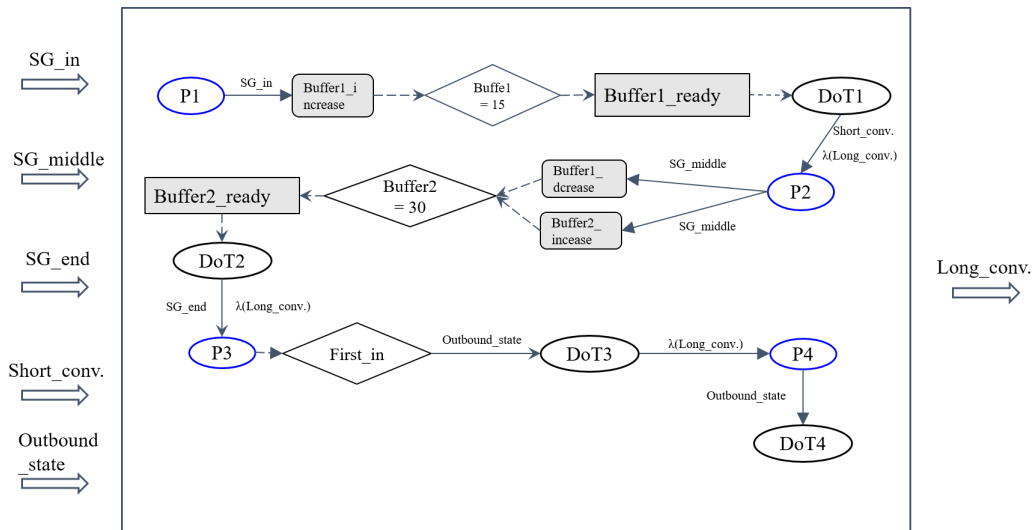 SG_in
SG_middle
SG_end
Short_conv.
Outbound
_state
P1
SG_in
Buffer1_i
ncrease
Buffe1
= 15
Buffer1_ready
DoT1
Short_conv.
λ(Long_conv.)
P2
SG_middle
SG_middle
Buffer1_
dcrease
Buffer2_
incease
Buffer2
= 30
Buffer2_ready
DoT2
SG_end
λ(Long_conv.)
P3
First_in
Outbound_state
DoT3
λ(Long_conv.)
P4
Outbound_state
DoT4
Long_conv.